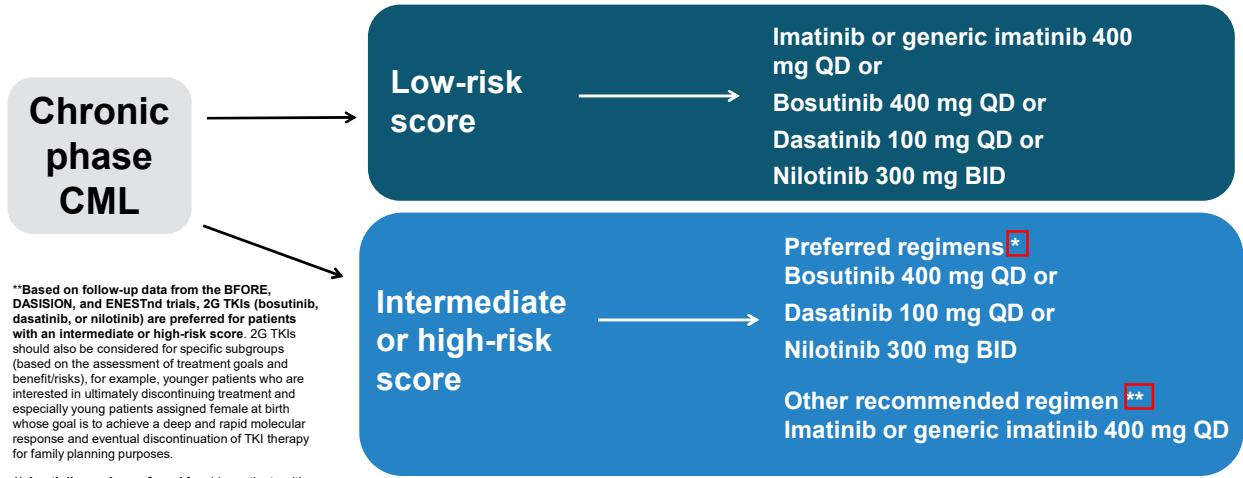 Chronic
phase
CML
Low-risk
score
Imatinib or generic imatinib 400
mg QD or
Bosutinib 400 mg QD or
Dasatinib 100 mg QD or
Nilotinib 300 mg BID
Intermediate
or high-risk
score
Preferred regimens *
Bosutinib 400 mg QD or
Dasatinib 100 mg QD or
Nilotinib 300 mg BID
Other recommended regimen **
Imatinib or generic imatinib 400 mg QD
**Based on follow-up data from the BFORE,
DASISION, and ENESTnd trials, 2G TKIs (bosutinib,
dasatinib, or nilotinib) are preferred for patients
with an intermediate or high-risk score. 2G TKIs
should also be considered for specific subgroups
(based on the assessment of treatment goals and
benefit/risks), for example, younger patients who are
interested in ultimately discontinuing treatment and
especially young patients assigned female at birth
whose goal is to achieve a deep and rapid molecular
response and eventual discontinuation of TKI therapy
for family planning purposes.